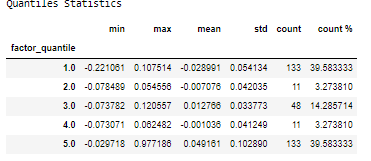 Quantiles Statistics
min max mean std count count %
factor_quantile
1.0 -0.221061 0.107514 -0.028991 0.054134 133 39.583333
2.0 -0.078489 0.054556 -0.007076 0.042035 11 3.273810
3.0 -0.073782 0.120557 0.012766 0.033773 48 14.285714
4.0 -0.073071 0.062482 -0.001036 0.041249 11 3.273810
5.0 -0.029718 0.977186 0.049161 0.102890 133 39.583333